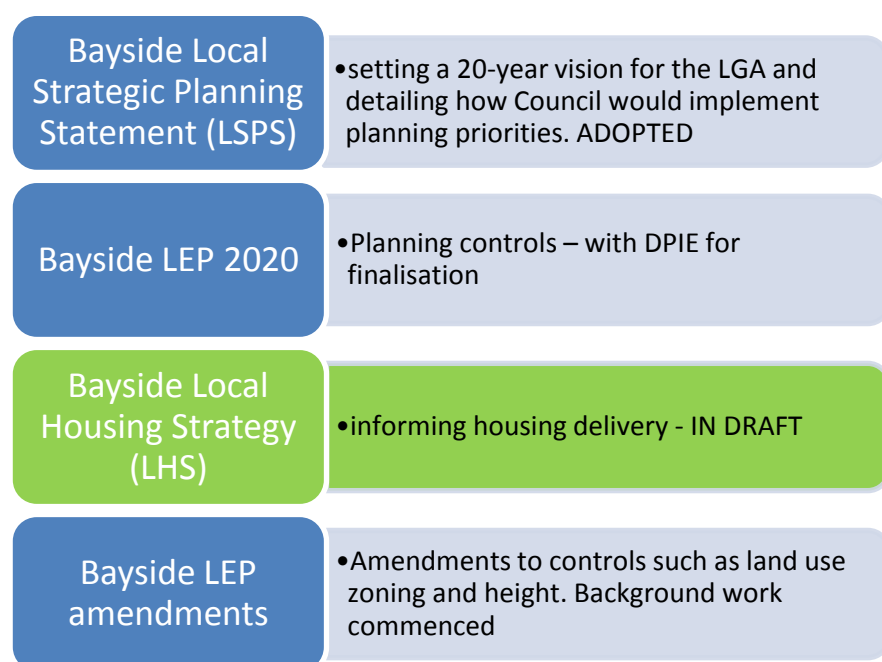 Bayside Local
Strategic Planning
Statement (LSPS)
•setting a 20-year vision for the LGA and
detailing how Council would implement
planning priorities. ADOPTED
Bayside LEP 2020
•Planning controls – with DPIE for
finalisation
Bayside Local
Housing Strategy
(LHS)
•informing housing delivery - IN DRAFT
Bayside LEP
amendments
•Amendments to controls such as land use
zoning and height. Background work
commenced